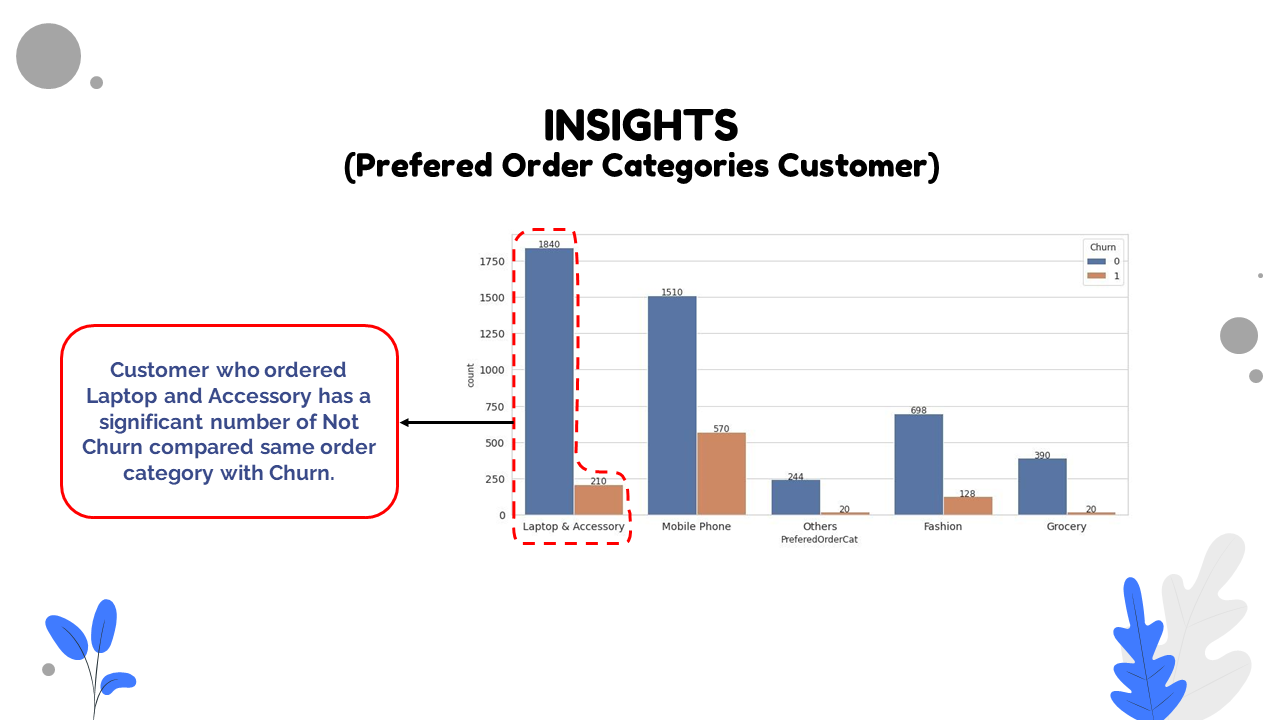 INSIGHTS
(Prefered Order Categories Customer)
Customer who ordered
Laptop and Accessory has a
significant number of Not
Churn compared same order
category with Churn.
count
1750
1500
1250
1000
750
500
250
0
1840
210
1510
570
244
20
698
128
390
20
Churn
0
1
Laptop & Accessory
Mobile Phone
Others
Fashion
Grocery
PreferedOrderCat